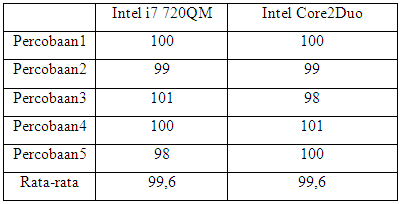 Intel i7 720QM Intel Core2Duo
Percobaan1 100 100
Percobaan2 99 99
Percobaan3 101 98
Percobaan4 100 101
Percobaan5 98 100
Rata-rata 99,6 99,6